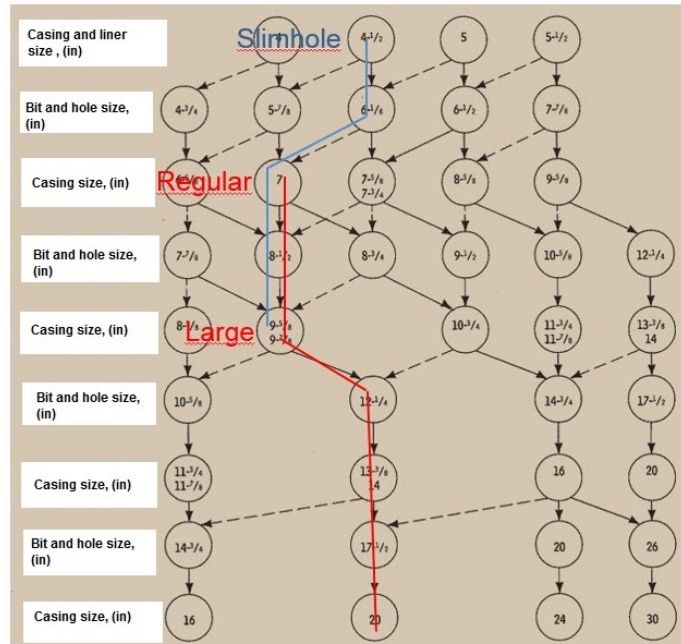 Casing and liner
size , (in)
Slimhole
4
4-1/2
5
5-1/2
Bit and hole size,
(in)
4-3/4
5-7/8
6-1/8
6-1/2
7-7/8
Casing size, (in)
Regular
7
7-5/8
7-3/4
8-5/8
9-5/8
Bit and hole size,
(in)
7-7/8
8-1/2
8-3/4
9-1/2
10-5/8
12-1/4
Casing size, (in)
Large
9-5/8
10-3/4
11-3/4
11-7/8
13-3/8
14
Bit and hole size,
(in)
10-5/8
12-1/4
14-3/4
17-1/2
Casing size, (in)
11-3/4
11-7/8
13-3/8
14
16
20
Bit and hole size,
(in)
14-3/4
17-1/2
20
26
Casing size, (in)
16
20
24
30